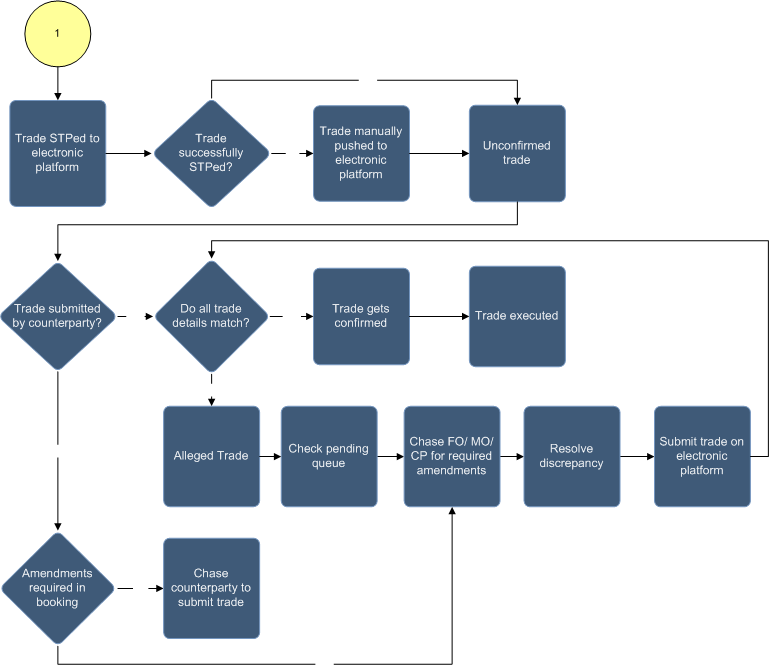 1
Trade STPed to
electronic
platform
Trade
successfully
STPed?
Trade manually
pushed to
electronic
platform
Unconfirmed
trade
Trade submitted
by counterparty?
Do all trade
details match?
Trade gets
confirmed
Trade executed
Alleged Trade
Check pending
queue
Chase FO/ MO/
CP for required
amendments
Resolve
discrepancy
Submit trade on
electronic
platform
Amendments
required in
booking
Chase
counterparty to
submit trade